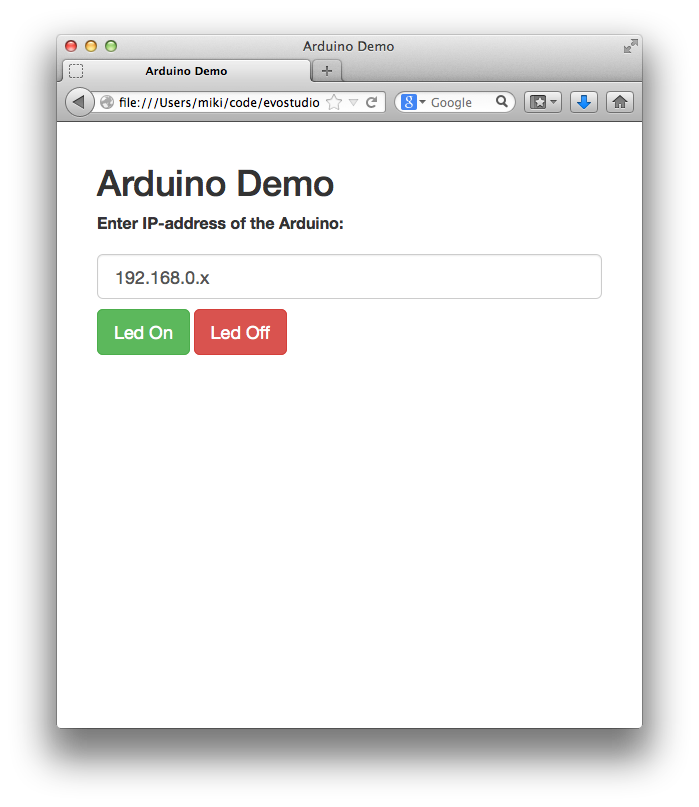 Arduino Demo
Arduino Demo
file:///Users/miki/code/evostudio
8 Google
Arduino Demo
Enter IP-address of the Arduino:
192.168.0.x
Led On Led Off